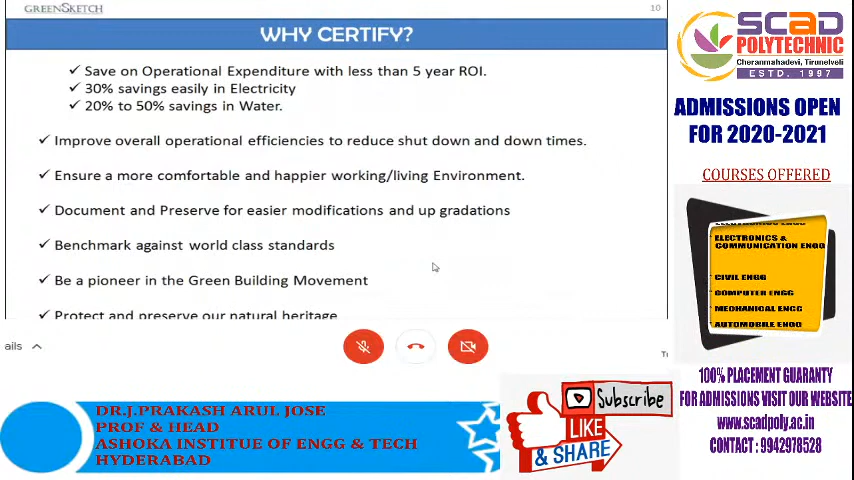 GREENSKETCH
10
WHY CERTIFY?
✓ Save on Operational Expenditure with less than 5 year ROI.
✓ 30% savings easily in Electricity
✓ 20% to 50% savings in Water.
✓ Improve overall operational efficiencies to reduce shut down and down times.
✓ Ensure a more comfortable and happier working/living Environment.
✓ Document and Preserve for easier modifications and up gradations
✓ Benchmark against world class standards
✓ Be a pioneer in the Green Building Movement
✓ Protect and preserve our natural heritage
ails
DR.J.PRAKASH ARUL JOSE
PROF & HEAD
ASHOKA INSTITUE OF ENGG & TECH
HYDERABAD
Subscribe
LIKE
& SHARE
SCAD
POLYTECHNIC
Cheranmahadevi, Tirunelveli
ESTD. 1997
ADMISSIONS OPEN
FOR 2020-2021
COURSES OFFERED
ELECTRONICS &
COMMUNICATION ENGG
CIVIL ENGG
COMPUTER ENGG
MECHANICAL ENGG
AUTOMOBILE ENGG
100% PLACEMENT GUARANTY
FOR ADMISSIONS VISIT OUR WEBSITE
www.scadpoly.ac.in
CONTACT : 9942978528